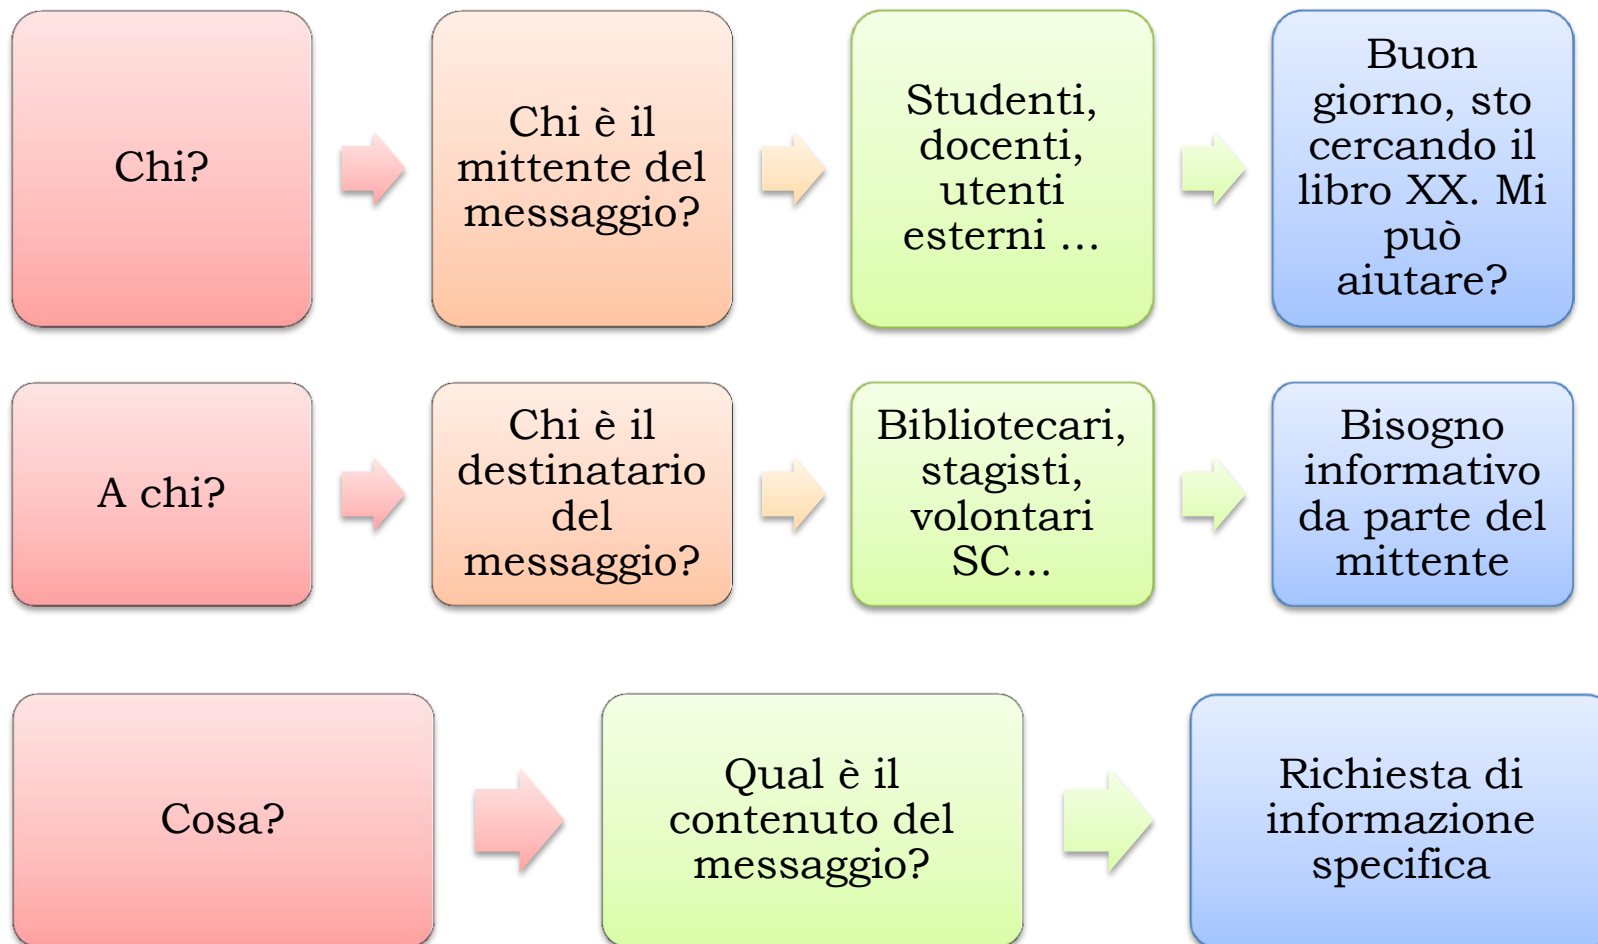 Chi?
Chi è il
mittente del
messaggio?
Studenti,
docenti,
utenti
esterni …
Buon
giorno, sto
cercando il
libro XX. Mi
può
aiutare?
A chi?
Chi è il
destinatario
del
messaggio?
Bibliotecari,
stagisti,
volontari
SC…
Bisogno
informativo
da parte del
mittente
Cosa?
Qual è il
contenuto del
messaggio?
Richiesta di
informazione
specifica